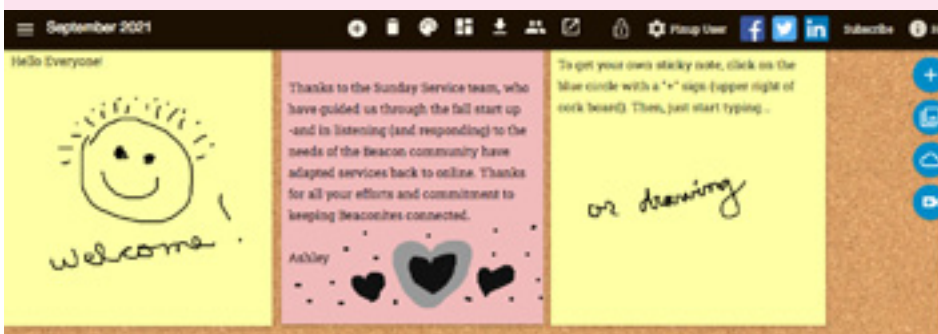 September 2021
Pinup User
Subscribe
Hello Everyone!
welcome!
Thanks to the Sunday Service team, who
have guided us through the fall start up
-and in listening (and responding) to the
needs of the Beacon community have
adapted services back to online. Thanks
for all your efforts and commitment to
keeping Beaconites connected.
Ashley
To get your own sticky note, click on the
blue circle with a "+" sign (upper right of
cork board). Then, just start typing...
or drawing